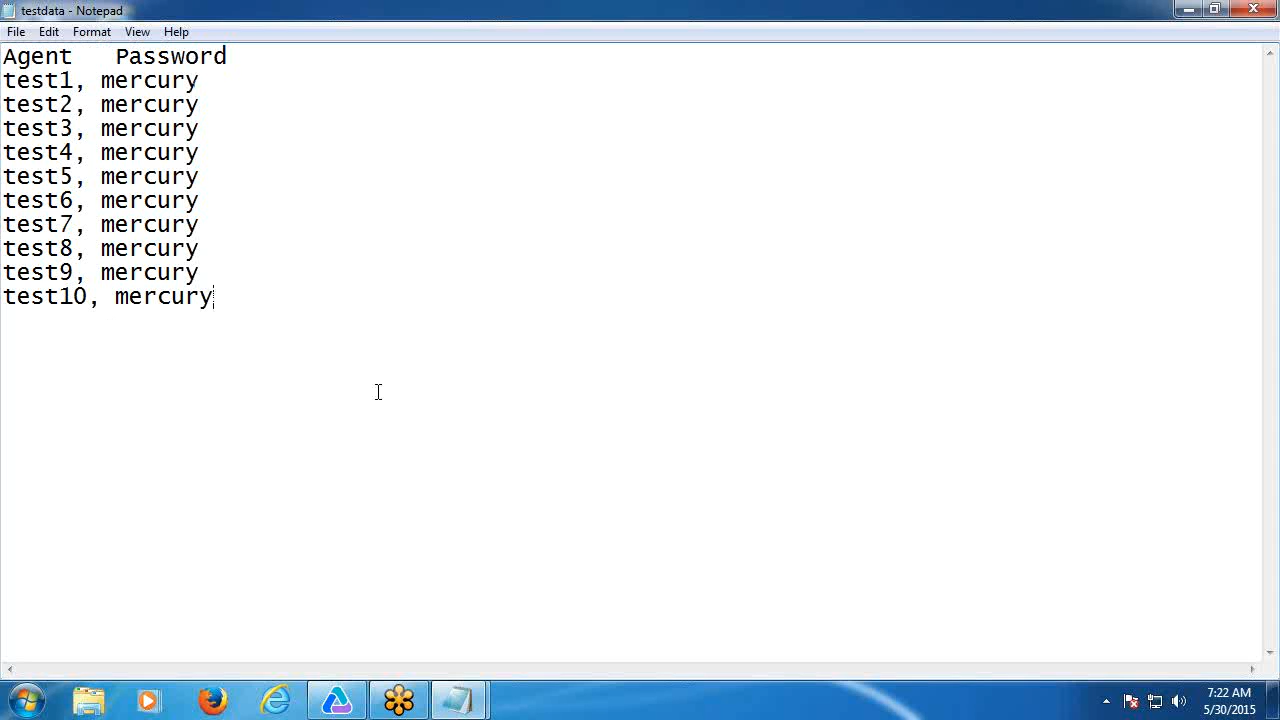 testdata - Notepad
File Edit Format View Help
Agent   Password
test1, mercury
test2, mercury
test3, mercury
test4, mercury
test5, mercury
test6, mercury
test7, mercury
test8, mercury
test9, mercury
test10, mercury
7:22 AM
5/30/2015